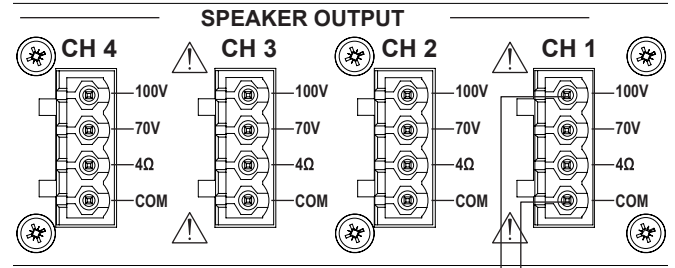 SPEAKER OUTPUT
CH 4 CH 3 CH 2 CH 1
100V 100V 100V 100V
70V 70V 70V 70V
4Ω 4Ω 4Ω 4Ω
COM COM COM COM